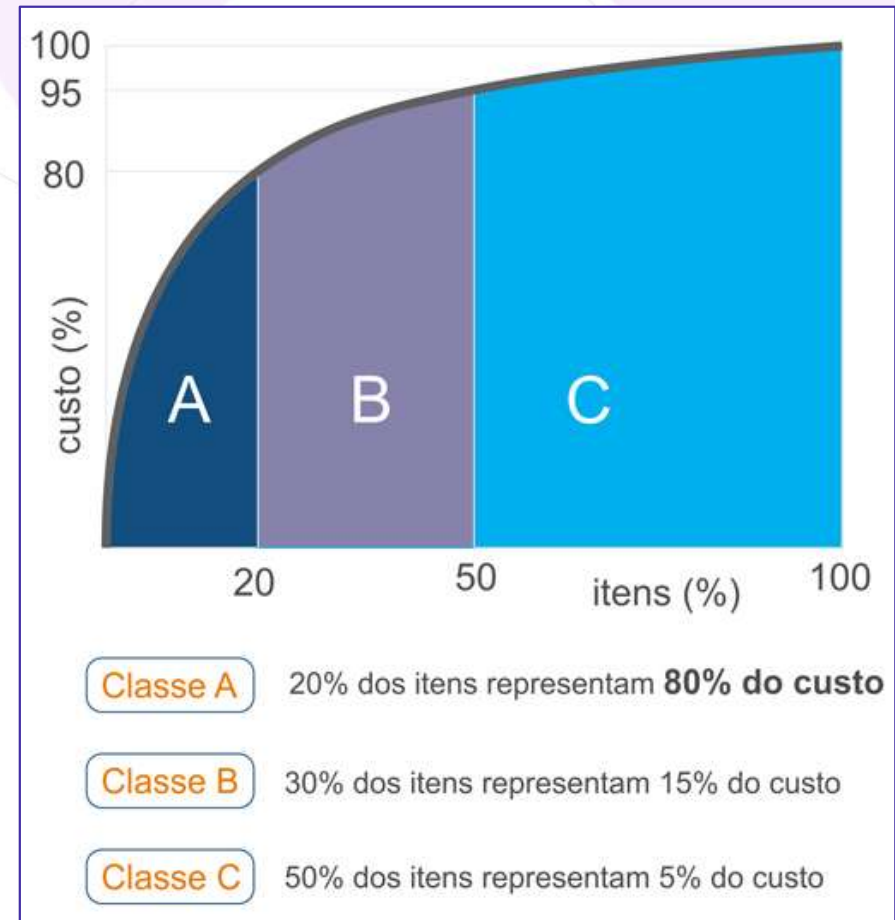 100
95
80
custo (%)
A
B
C
20
50
itens (%)
100
Classe A 20% dos itens representam 80% do custo
Classe B 30% dos itens representam 15% do custo
Classe C 50% dos itens representam 5% do custo